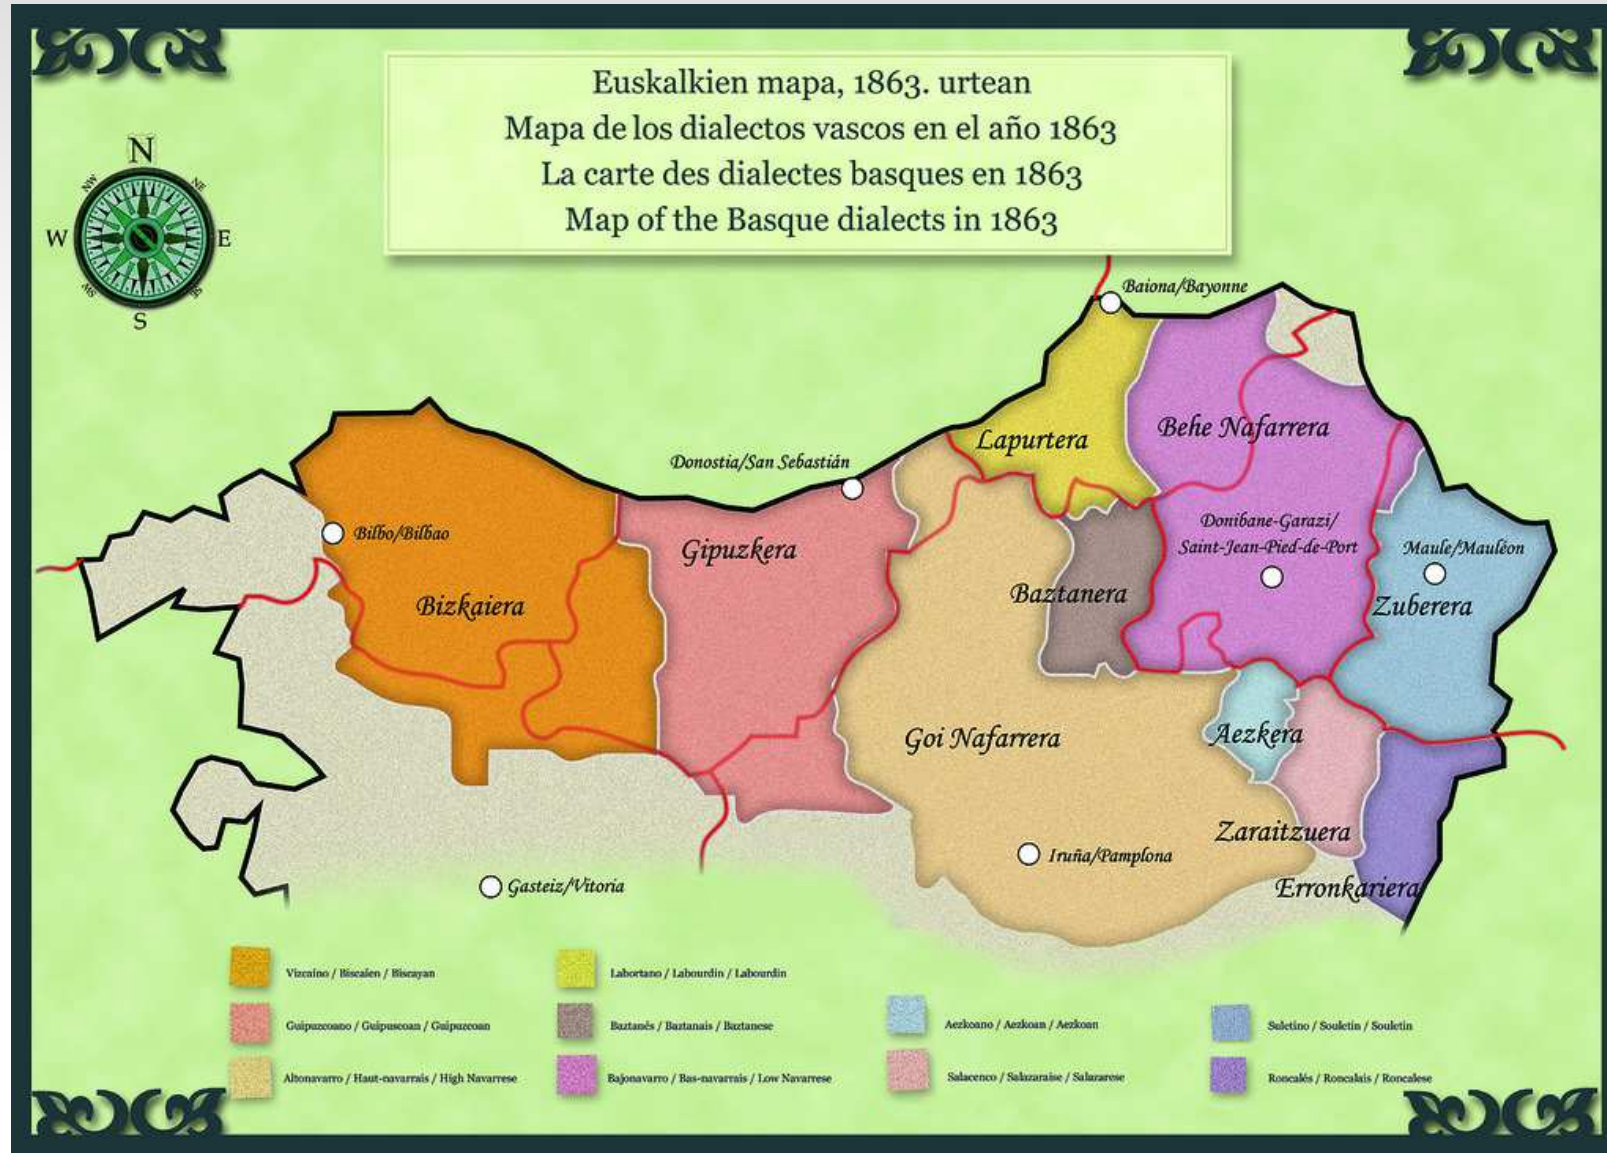 Euskalkien mapa, 1863. urtean
Mapa de los dialectos vascos en el año 1863
La carte des dialectes basques en 1863
Map of the Basque dialects in 1863
N
NW
NE
W
E
SW
SE
S
Baiona/Bayonne
Lapurtera
Behe Nafarrera
Donostia/San Sebastián
Bilbo/Bilbao
Gipuzkera
Donibane-Garazi/
Saint-Jean-Pied-de-Port
Maule/Mauléon
Bizkaiera
Baztanera
Zuberera
Goi Nafarrera
Aezkera
Zaraitzuera
Iruña/Pamplona
Erronkariera
Gasteiz/Vitoria
Vizcaíno / Biscaïen / Biscayan
Guipuzcoano / Guipuscoan / Guipuzcoan
Altonavarro / Haut-navarrais / High Navarrese
Labortano / Labourdin / Labourdin
Baztanés / Baztanais / Baztanese
Bajonavarro / Bas-navarrais / Low Navarrese
Aezkoano / Aezkoan / Aezkoan
Salacenco / Salazaraise / Salazarese
Suletino / Souletin / Souletin
Roncalés / Roncalais / Roncalese